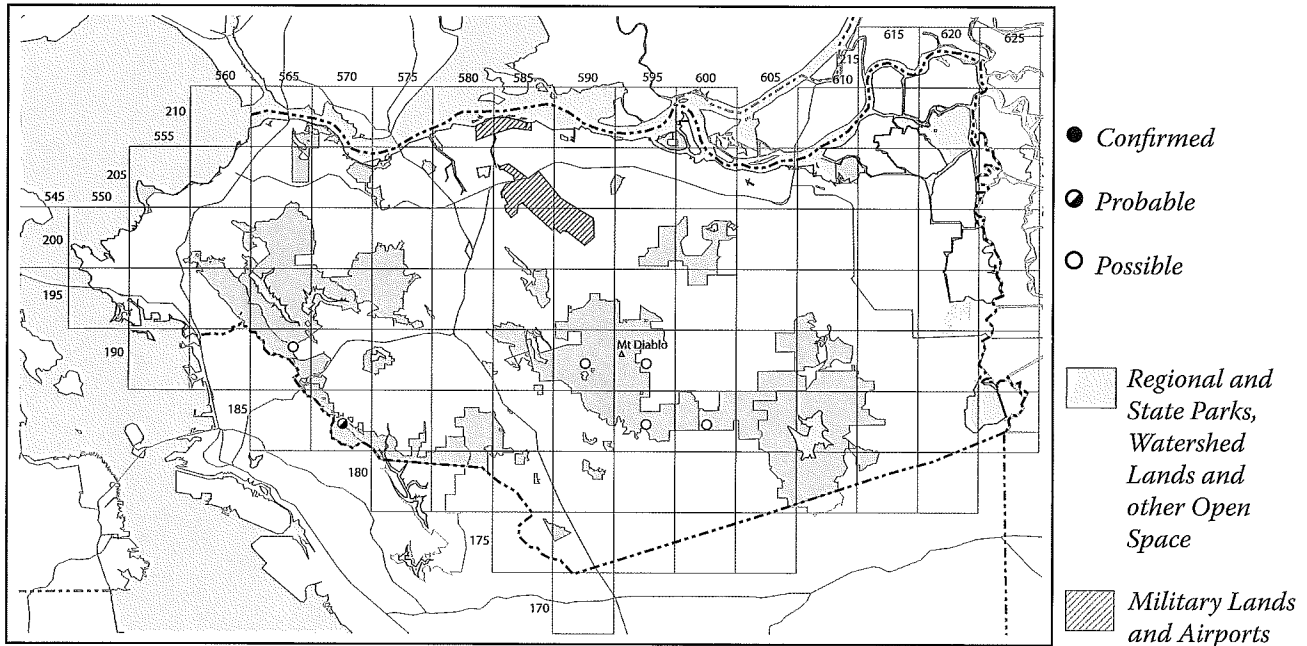 615
620
625
215
560
565
570
575
580
585
590
595
600
605
610
210
555
205
545
550
200
195
190
Mt Diablo
185
180
175
170
Confirmed
Probable
Possible
Regional and
State Parks,
Watershed
Lands and
other Open
Space
Military Lands
and Airports